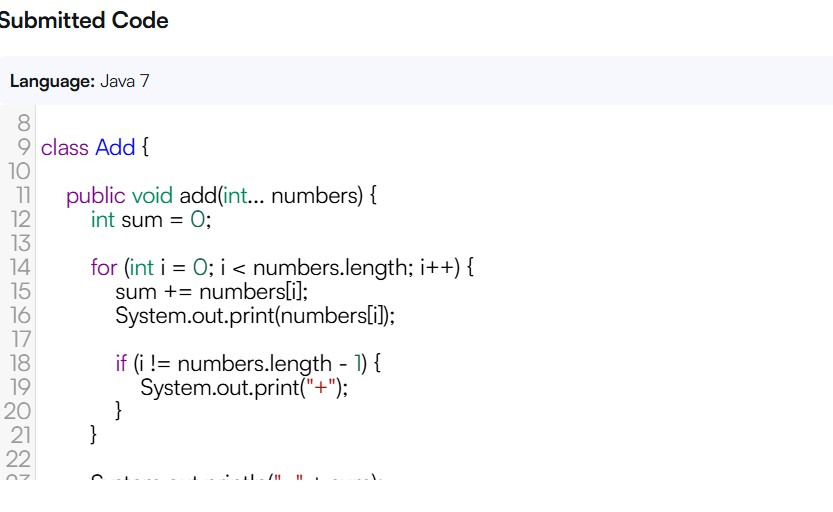 Submitted Code
Language: Java 7
8
9 class Add {
10
11 public void add(int... numbers) {
12 int sum = 0;
13
14 for (int i = 0; i < numbers.length; i++) {
15 sum += numbers[i];
16 System.out.print(numbers[i]);
17
18 if (i != numbers.length - 1) {
19 System.out.print("+");
20 }
21 }
22